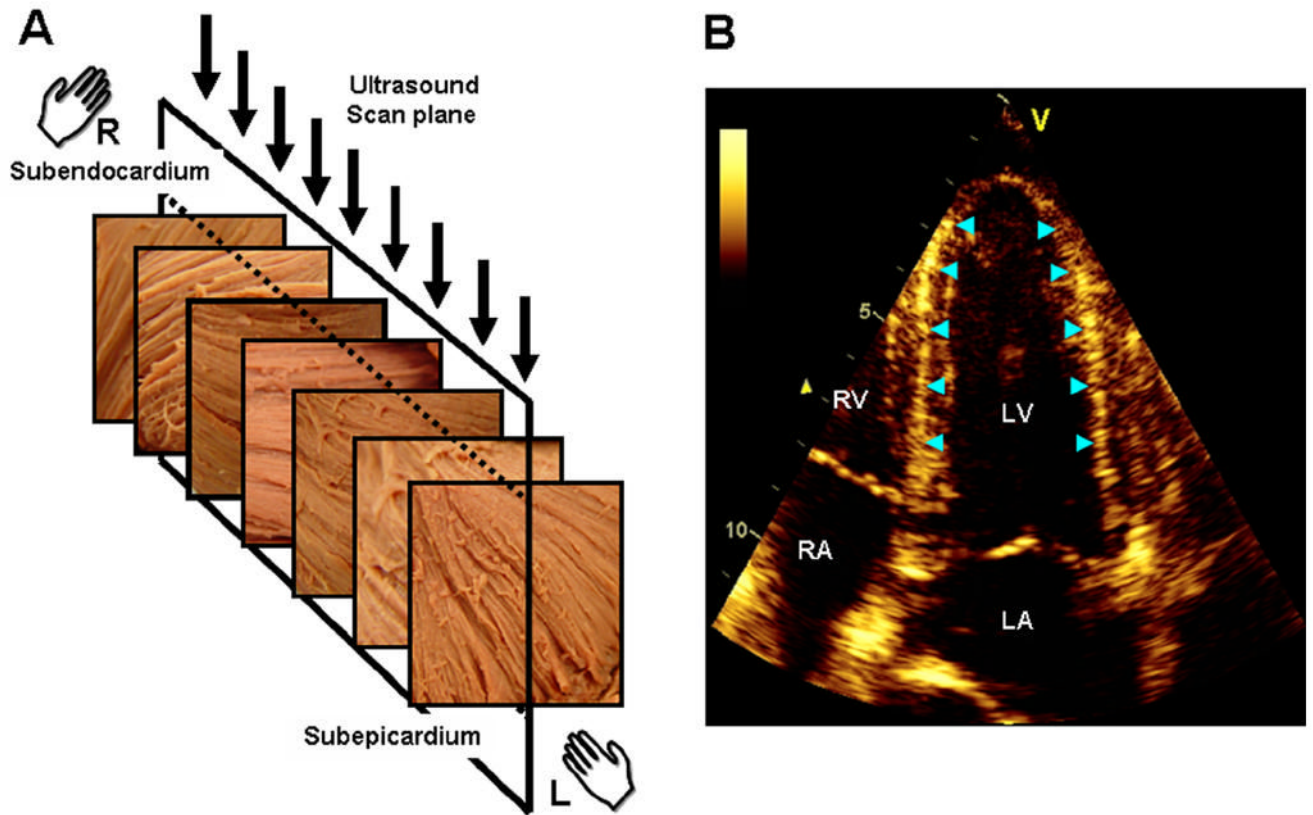 A
B
R
Ultrasound
Scan plane
Subendocardium
Subepicardium
L
V
5
RV
LV
10
RA
LA